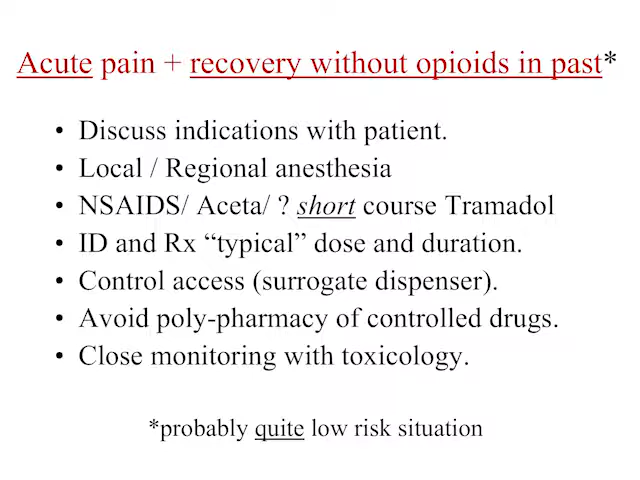 Acute pain + recovery without opioids in past*
• Discuss indications with patient.
• Local / Regional anesthesia
• NSAIDS/ Aceta/ ? short course Tramadol
• ID and Rx “typical” dose and duration.
• Control access (surrogate dispenser).
• Avoid poly-pharmacy of controlled drugs.
• Close monitoring with toxicology.
*probably quite low risk situation